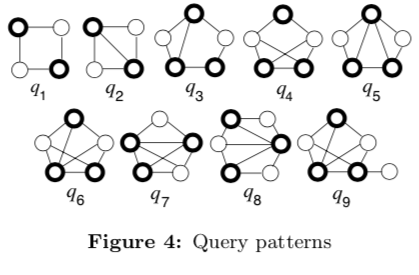 q1 q2 q3 q4 q5
q6 q7 q8 q9
Figure 4: Query patterns